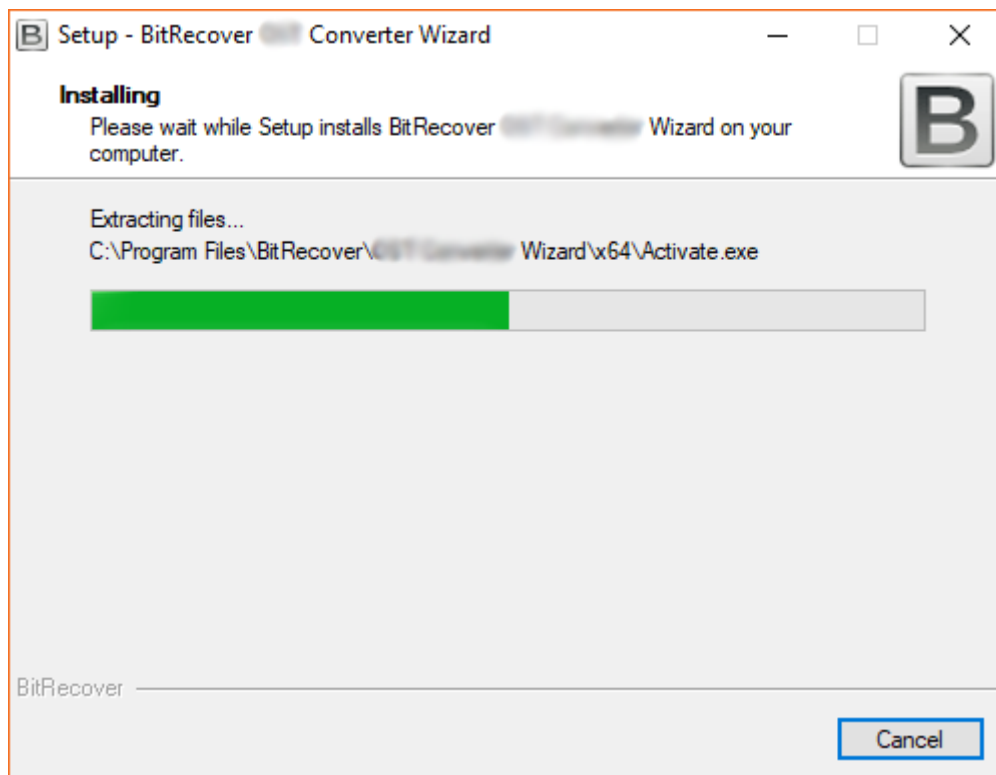 B Setup - BitRecover Converter Wizard
Installing
Please wait while Setup installs BitRecover Wizard on your
computer.
B
Extracting files...
C:\Program Files\BitRecover\ Wizard\x64\Activate.exe
BitRecover
Cancel